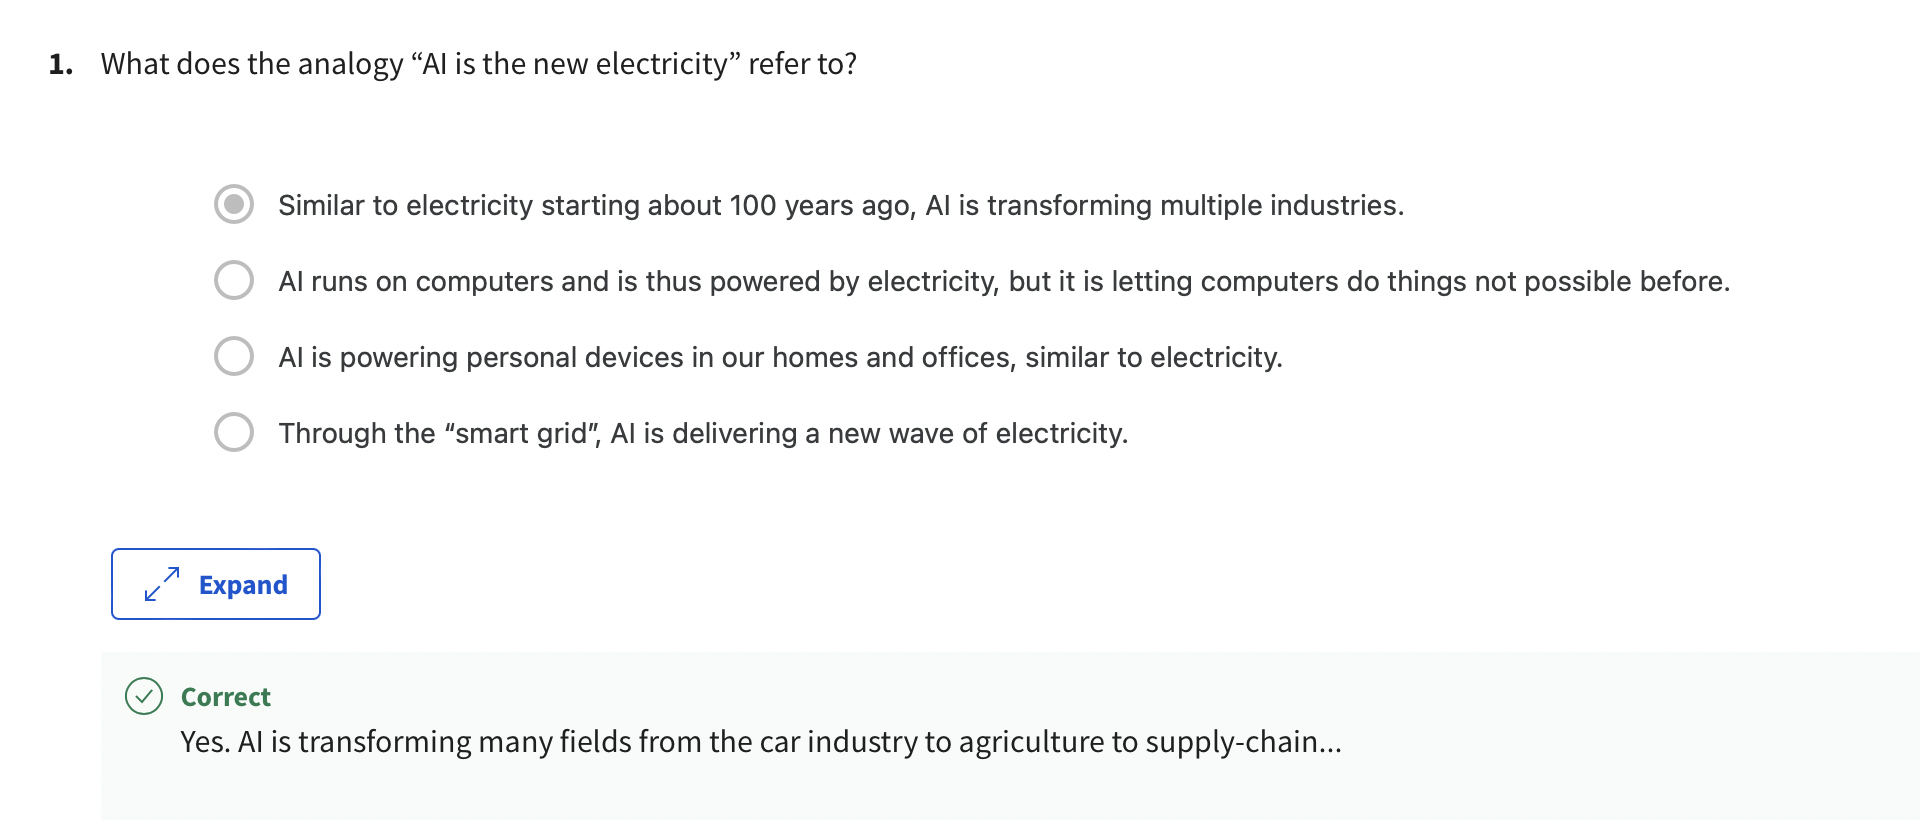 1. What does the analogy “AI is the new electricity” refer to?
Similar to electricity starting about 100 years ago, AI is transforming multiple industries.
AI runs on computers and is thus powered by electricity, but it is letting computers do things not possible before.
AI is powering personal devices in our homes and offices, similar to electricity.
Through the “smart grid”, AI is delivering a new wave of electricity.
Expand
Correct
Yes. AI is transforming many fields from the car industry to agriculture to supply-chain...